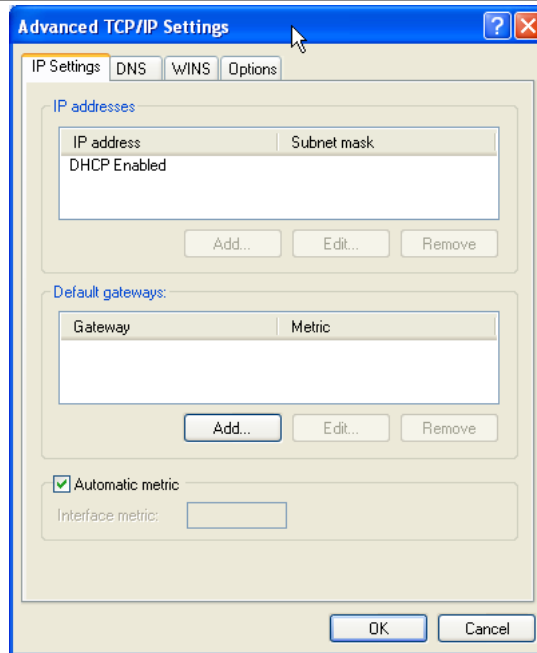 Advanced TCP/IP Settings
IP Settings DNS WINS Options
IP addresses
IP address Subnet mask
DHCP Enabled
Add... Edit... Remove
Default gateways:
Gateway Metric
Add... Edit... Remove
Automatic metric
Interface metric:
OK Cancel